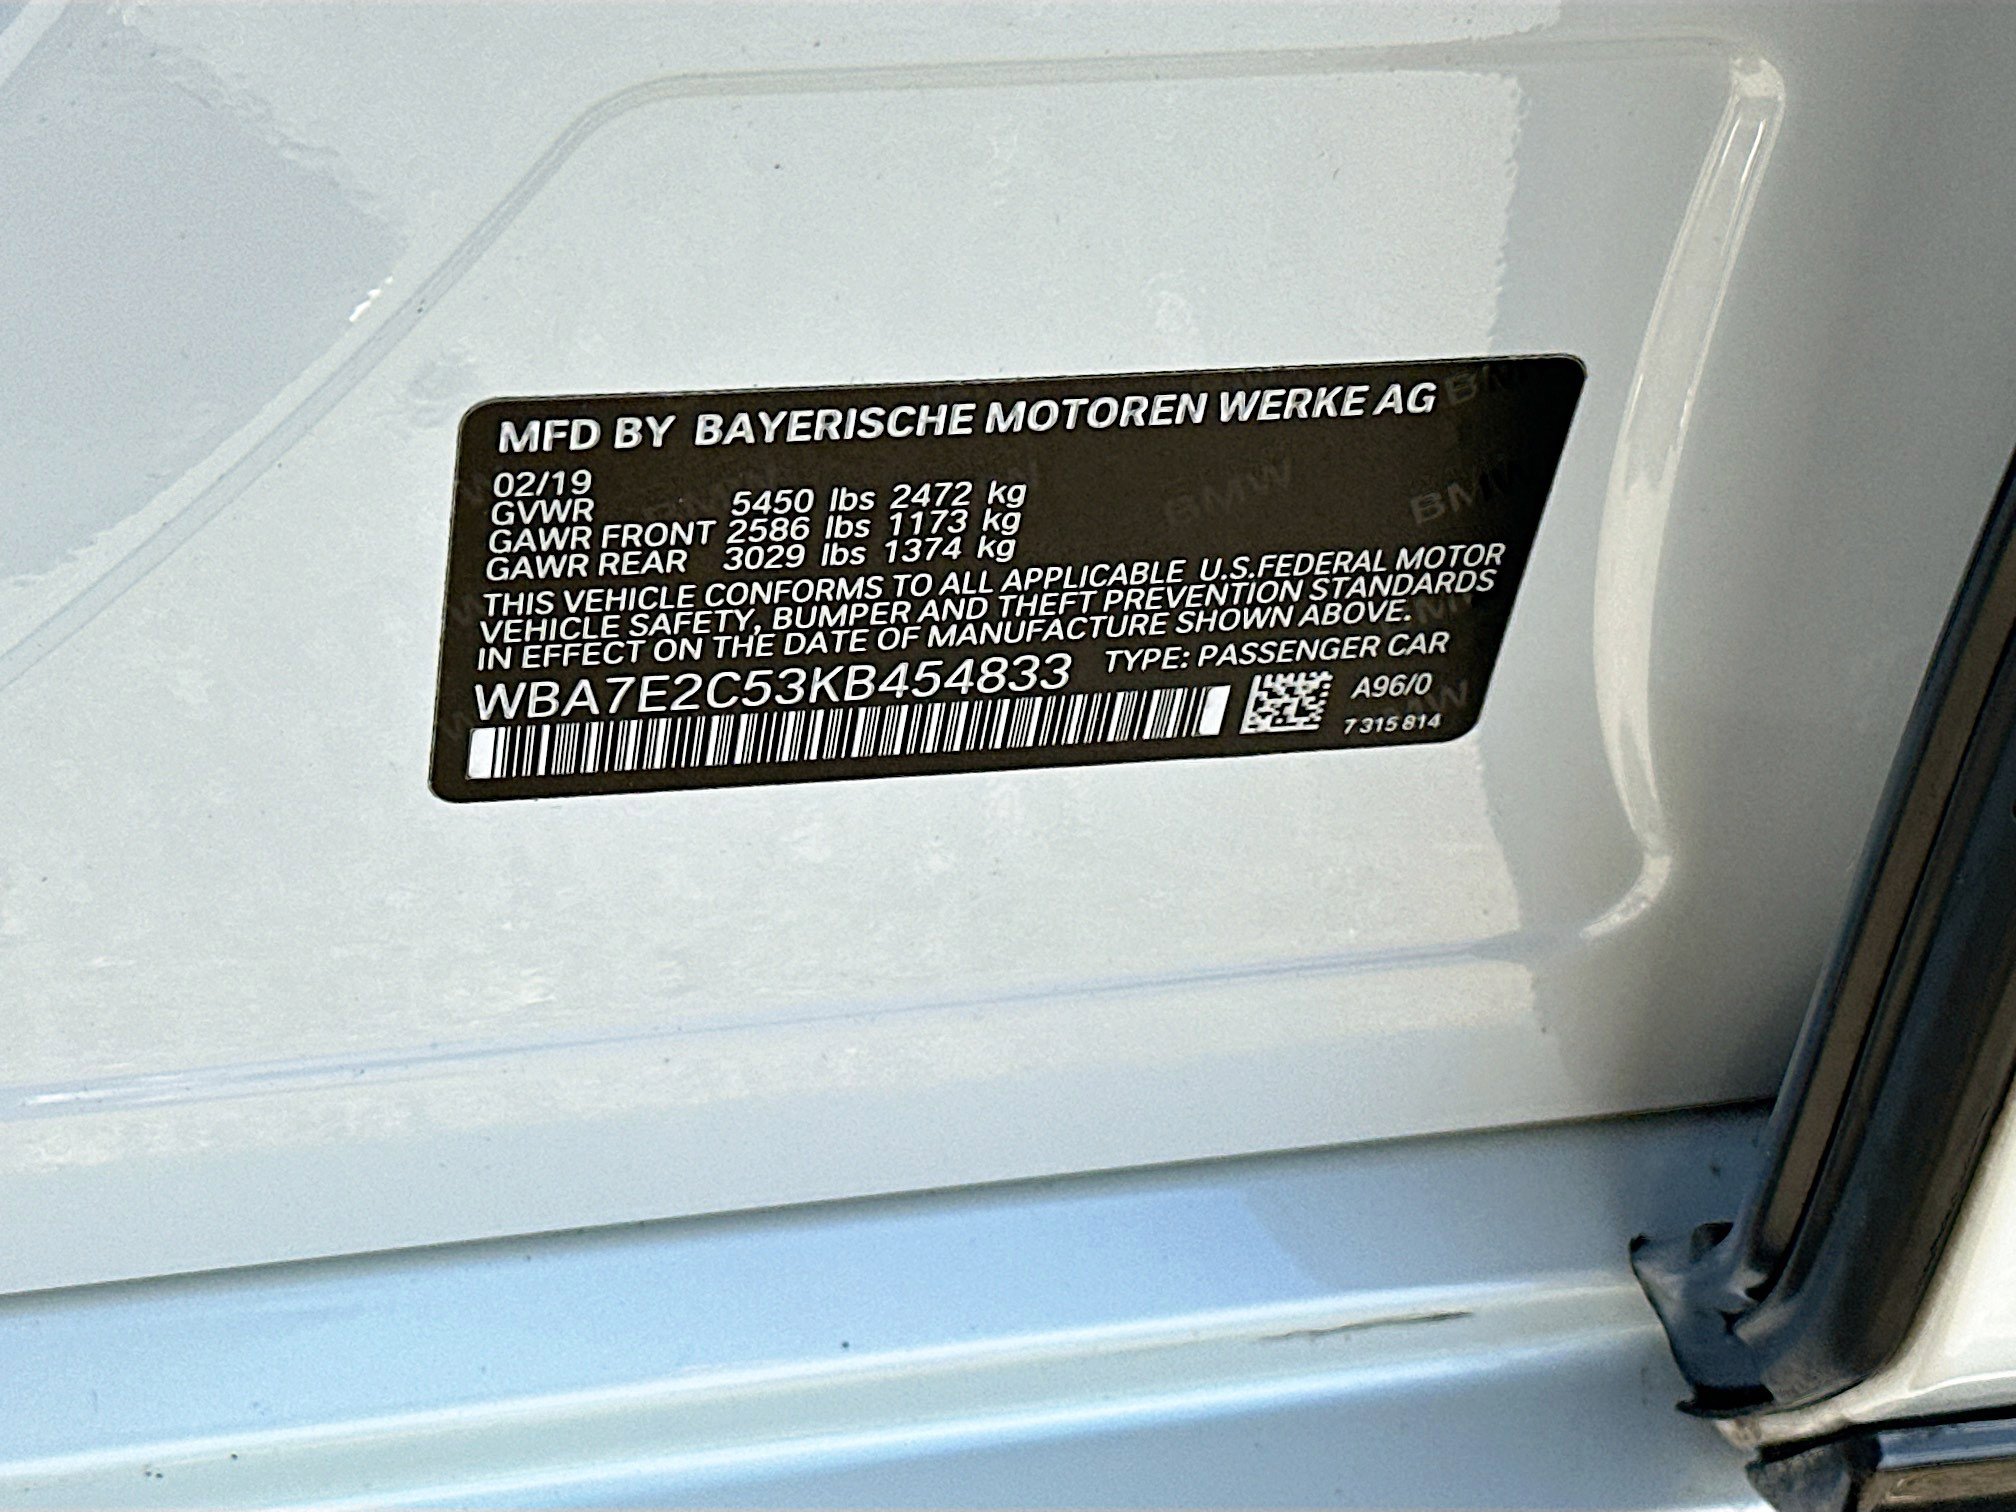 MFD BY BAYERISCHE MOTOREN WERKE AG
02/19
GVWR 5450 lbs 2472 kg
GAWR FRONT 2586 lbs 1173 kg
GAWR REAR 3029 lbs 1374 kg
THIS VEHICLE CONFORMS TO ALL APPLICABLE U.S.FEDERAL MOTOR
VEHICLE SAFETY, BUMPER AND THEFT PREVENTION STANDARDS
IN EFFECT ON THE DATE OF MANUFACTURE SHOWN ABOVE.
WBA7E2C53KB454833 TYPE: PASSENGER CAR
A96/0
7 315 814